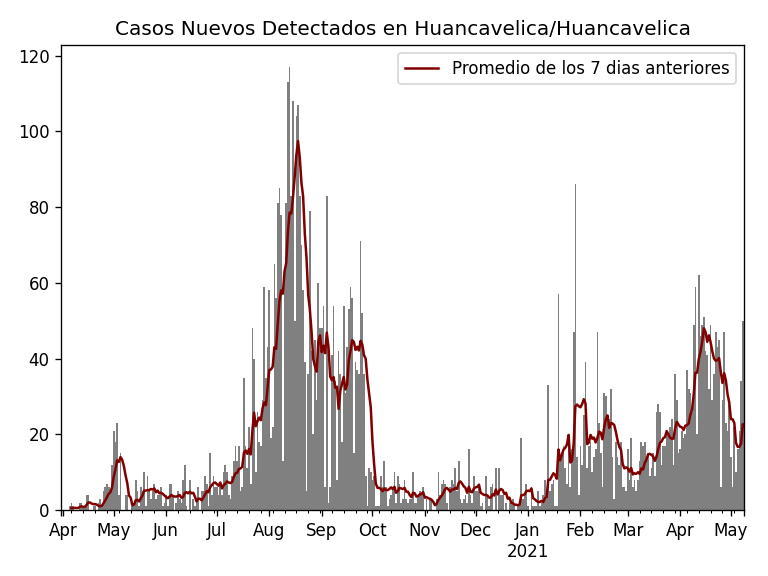 Casos Nuevos Detectados en Huancavelica/Huancavelica
Promedio de los 7 dias anteriores
120
100
80
60
40
20
0
Apr May Jun Jul Aug Sep Oct Nov Dec Jan Feb Mar Apr May
2021